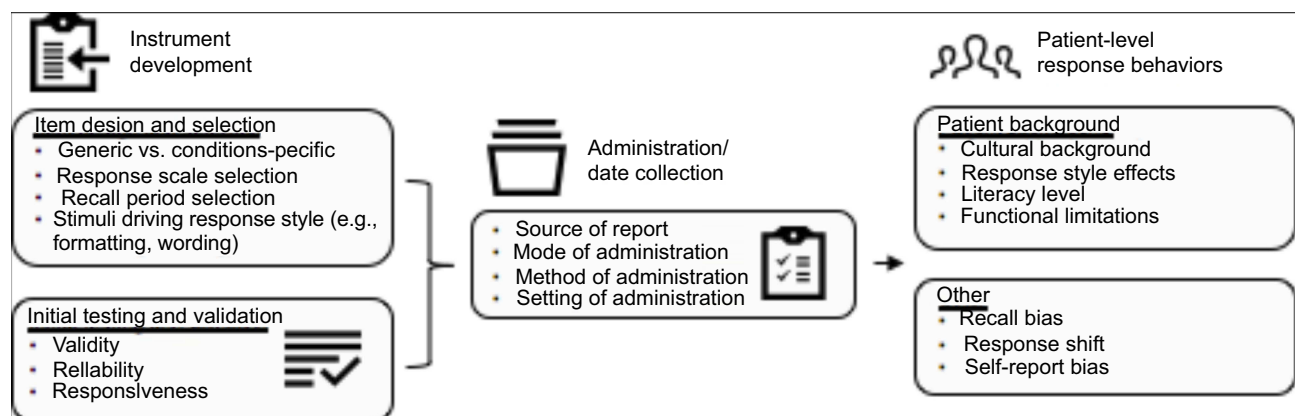 Instrument
development
Item desion and selection
Generic vs. conditions-pecific
Response scale selection
Recall period selection
Stimuli driving response style (e.g.,
formatting, wording)
Initial testing and validation
Validity
Rellability
Responslveness
Administration/
date collection
Source of report
Mode of administration
Method of administration
Setting of administration
Patient-level
response behaviors
Patient background
Cultural background
Response style effects
Literacy level
Functional limitations
Other
Recall bias
Response shift
Self-report bias